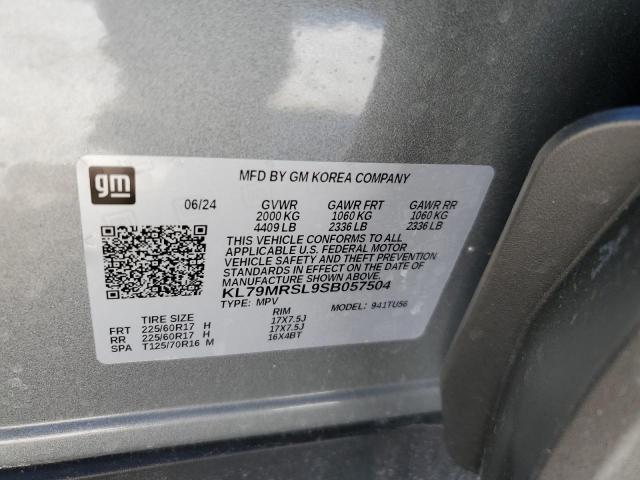 gm
MFD BY GM KOREA COMPANY
06/24 GVWR GAWR FRT GAWR RR
2000 KG 1060 KG 1060 KG
4409 LB 2336 LB 2336 LB
THIS VEHICLE CONFORMS TO ALL
APPLICABLE U.S. FEDERAL MOTOR
VEHICLE SAFETY AND THEFT PREVENTION
STANDARDS IN EFFECT ON THE DATE OF
MANUFACTURE SHOWN ABOVE.
KL79MRSL9SB057504
TYPE: MPV MODEL: 941TU56
TIRE SIZE RIM
FRT 225/60R17 H 17X7.5J
RR 225/60R17 H 17X7.5J
SPA T125/70R16 M 16X4BT